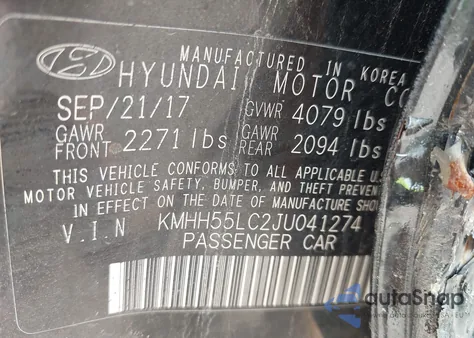 MANUFACTURED IN KOREA
HYUNDAI MOTOR CO
SEP/21/17 GVWR 4079 lbs
GAWR FRONT 2271 lbs GAWR REAR 2094 lbs
THIS VEHICLE CONFORMS TO ALL APPLICABLE
MOTOR VEHICLE SAFETY, BUMPER, AND THEFT PREVEN
IN EFFECT ON THE DATE OF MANUFACTURE SHO
V.I.N KMHH55LC2JU041274
PASSENGER CAR
autoSnap